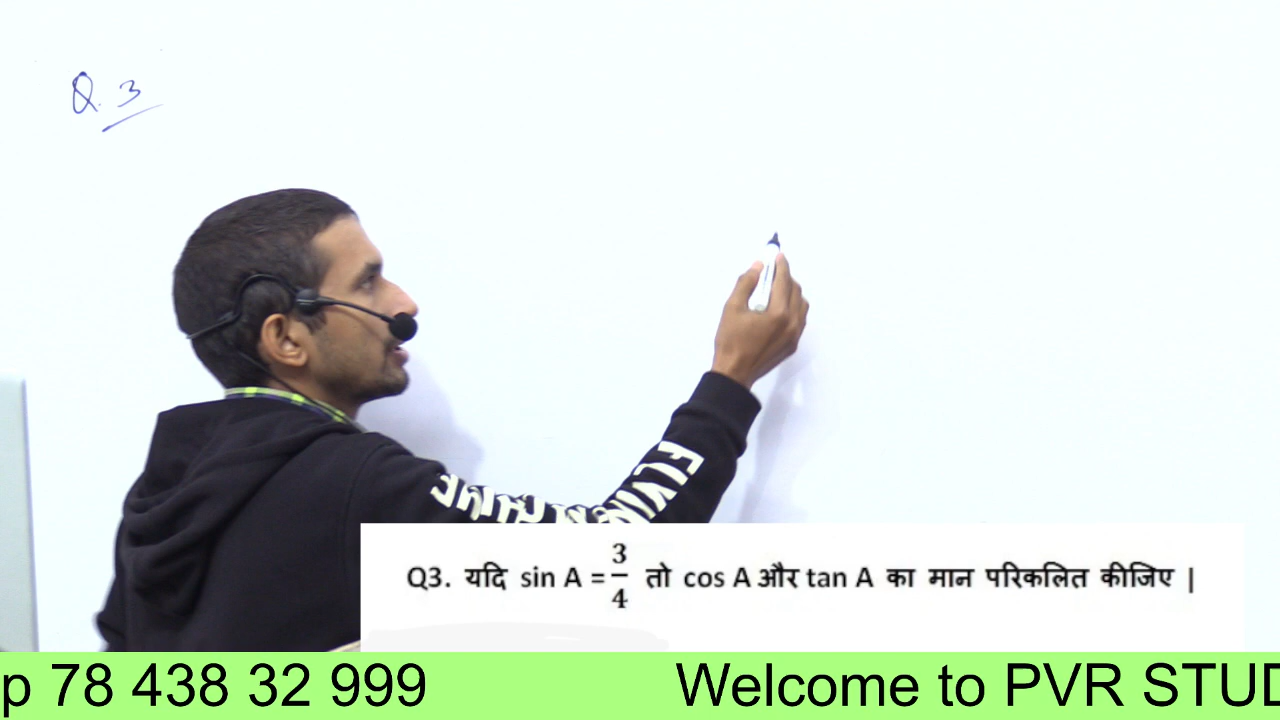 Q. 3
FLYING
Q3. यदि sin A = 3/4 तो cos A और tan A का मान परिकलित कीजिए |
p 78 438 32 999 Welcome to PVR STUD